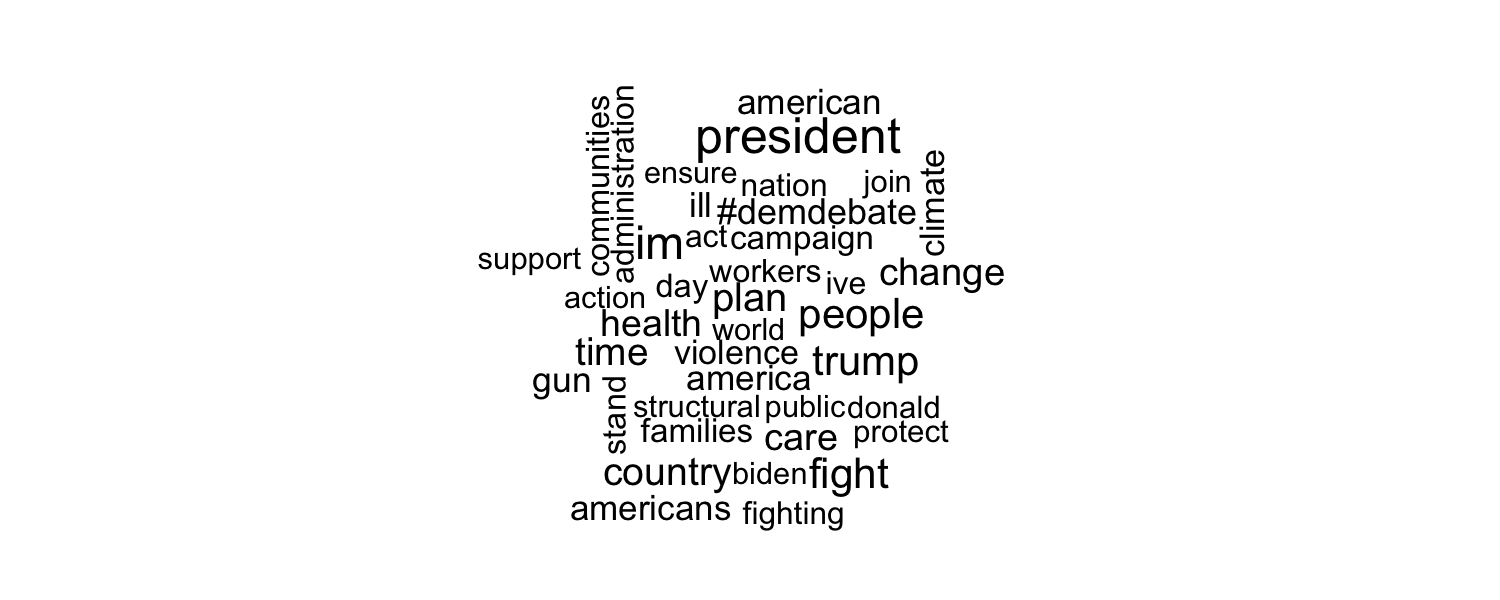 american
president
communities
administration
ensure
nation
join
climate
ill
#demdebate
im
act
campaign
support
workers
ive
change
day
action
plan
people
health
world
time
violence
trump
gun
america
stand
structural
public
donald
families
care
protect
country
biden
fight
americans
fighting